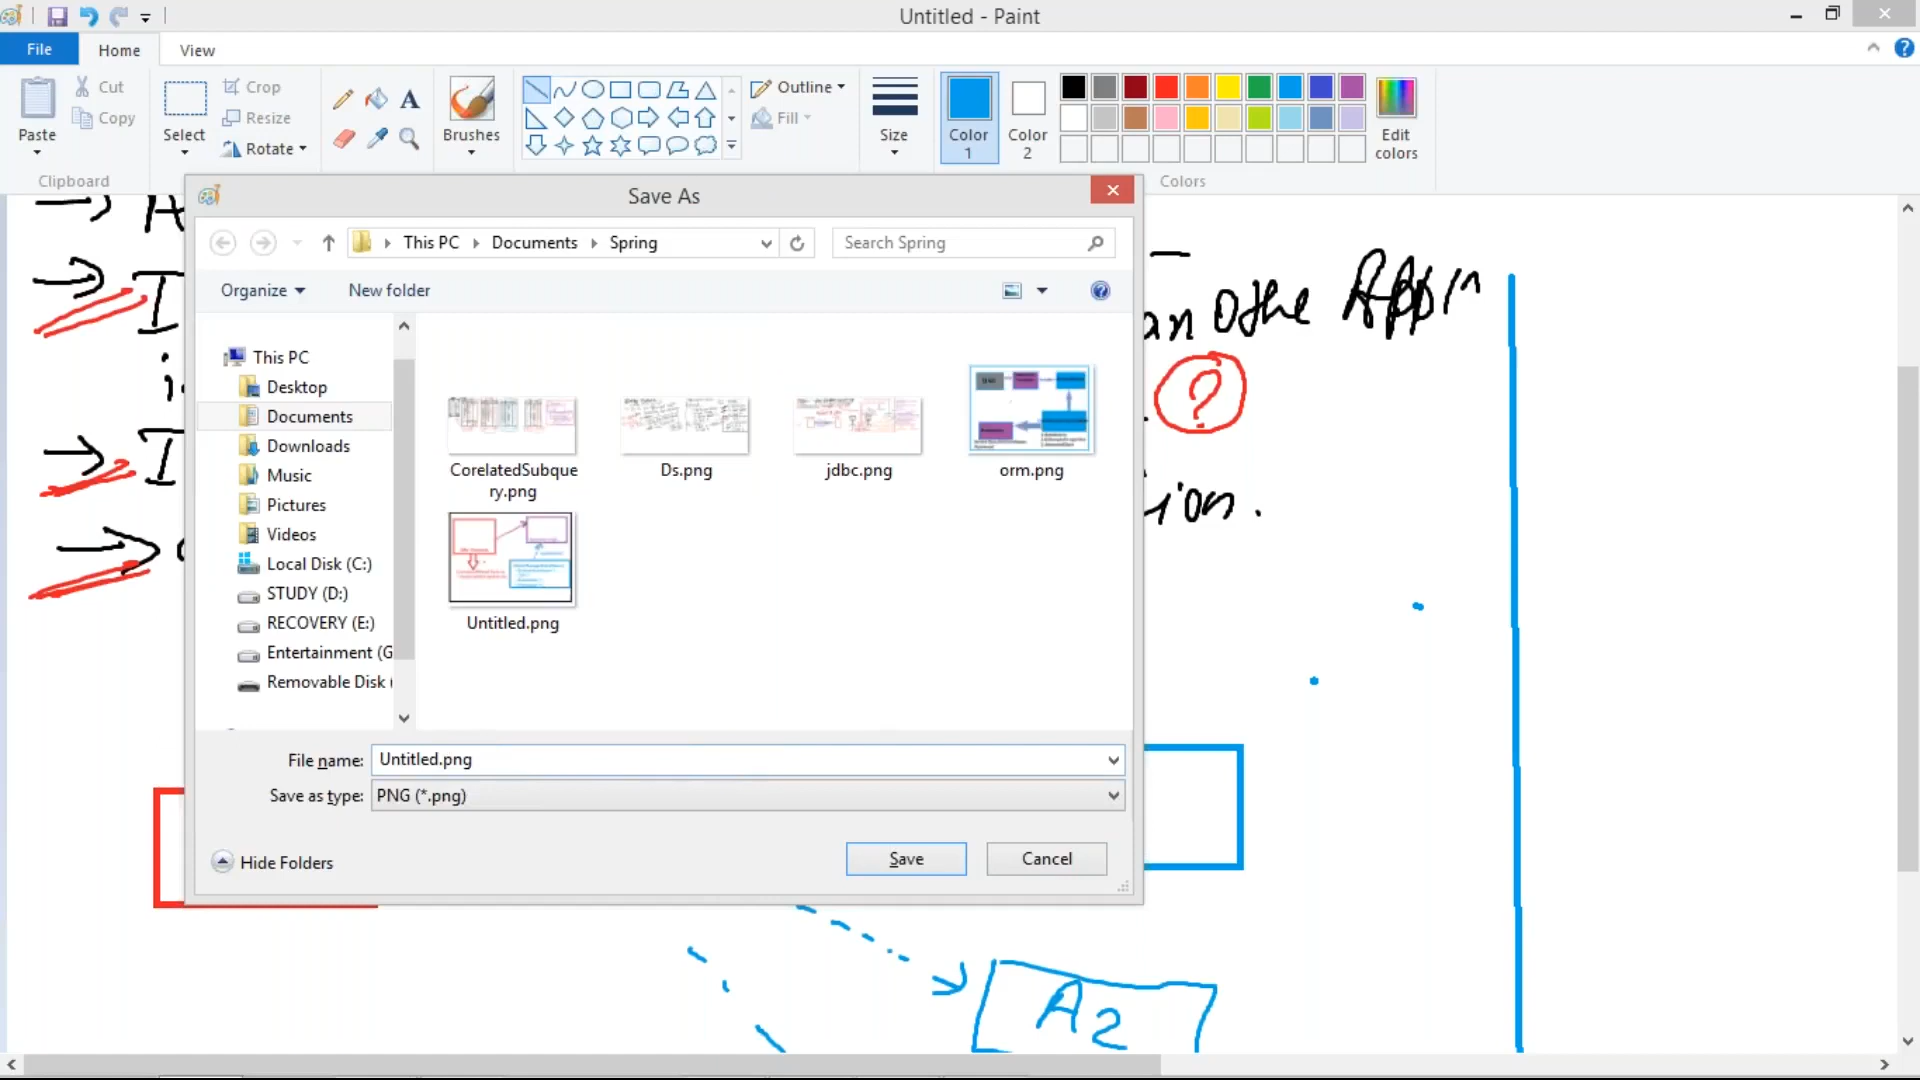 Untitled - Paint
File Home View
Paste Cut Copy Select Crop Resize Rotate Brushes Outline Fill Size Color 1 Color 2 Edit colors
Clipboard Colors
Save As
This PC Documents Spring Search Spring
Organize New folder
This PC
Desktop
Documents
Downloads
Music
Pictures
Videos
Local Disk (C:)
STUDY (D:)
RECOVERY (E:)
Entertainment (G
Removable Disk (
CorelatedSubquery.png
Ds.png
jdbc.png
orm.png
Untitled.png
File name: Untitled.png
Save as type: PNG (*.png)
Hide Folders Save Cancel
→ A
→ I an Othe Appn
i ?
→ I ion.
→
A2